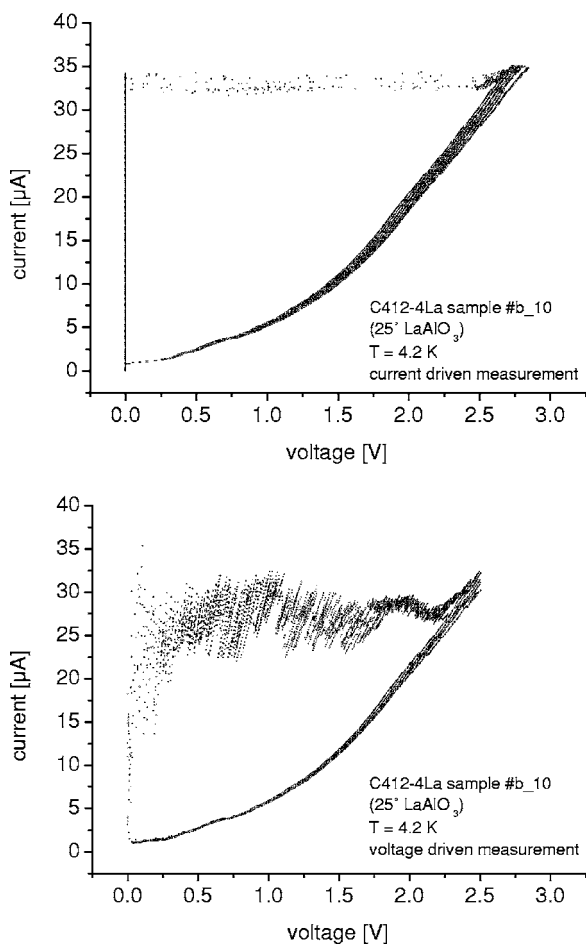 40
35
30
25
20
15
10
5
0
current [µA]
C412-4La sample #b_10
(25° LaAlO3)
T = 4.2 K
current driven measurement
0.0 0.5 1.0 1.5 2.0 2.5 3.0
voltage [V]
40
35
30
25
20
15
10
5
0
current [µA]
C412-4La sample #b_10
(25° LaAlO3)
T = 4.2 K
voltage driven measurement
0.0 0.5 1.0 1.5 2.0 2.5 3.0
voltage [V]